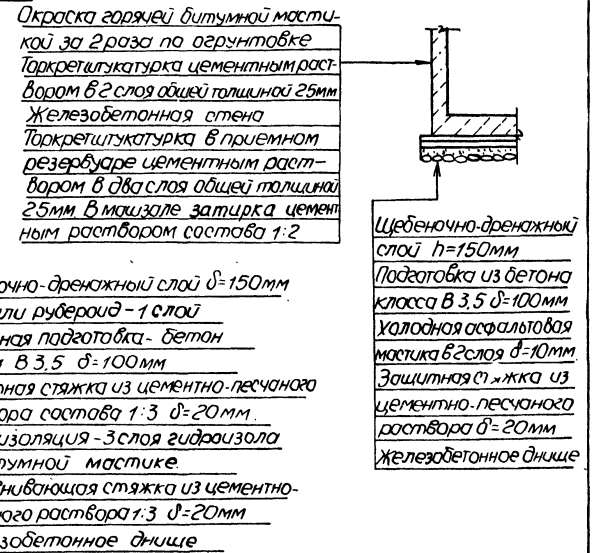 Окраска горячей битумной масти-
кой за 2 раза по огрунтовке
Торкретштукатурка цементным раст-
вором в 2 слоя общей толщиной 25мм
Железобетонная стена
Торкретштукатурка в приемном
резервуаре цементным раст-
вором в два слоя общей толщиной
25мм В машзале затирка цемент
ным раствором состава 1:2
Щебеночно-дренажный
слой h=150мм
Подготовка из бетона
класса В 3,5 δ=100мм
Холодная асфальтовая
мастика в 2 слоя δ=10мм
Защитная стяжка из
цементно-песчаного
раствора δ=20мм
Железобетонное днище
очно-дренажный слой δ=150мм
ли рубероид-1 слой
ная подготовка-бетон
В 3,5 δ=100мм
ная стяжка из цементно-песчаного
ора состава 1:3 δ=20мм.
изоляция-3 слоя гидроизола
тумной мастике.
нивающая стяжка из цементно-
ного раствора 1:3 δ=20мм
зобетонное днище